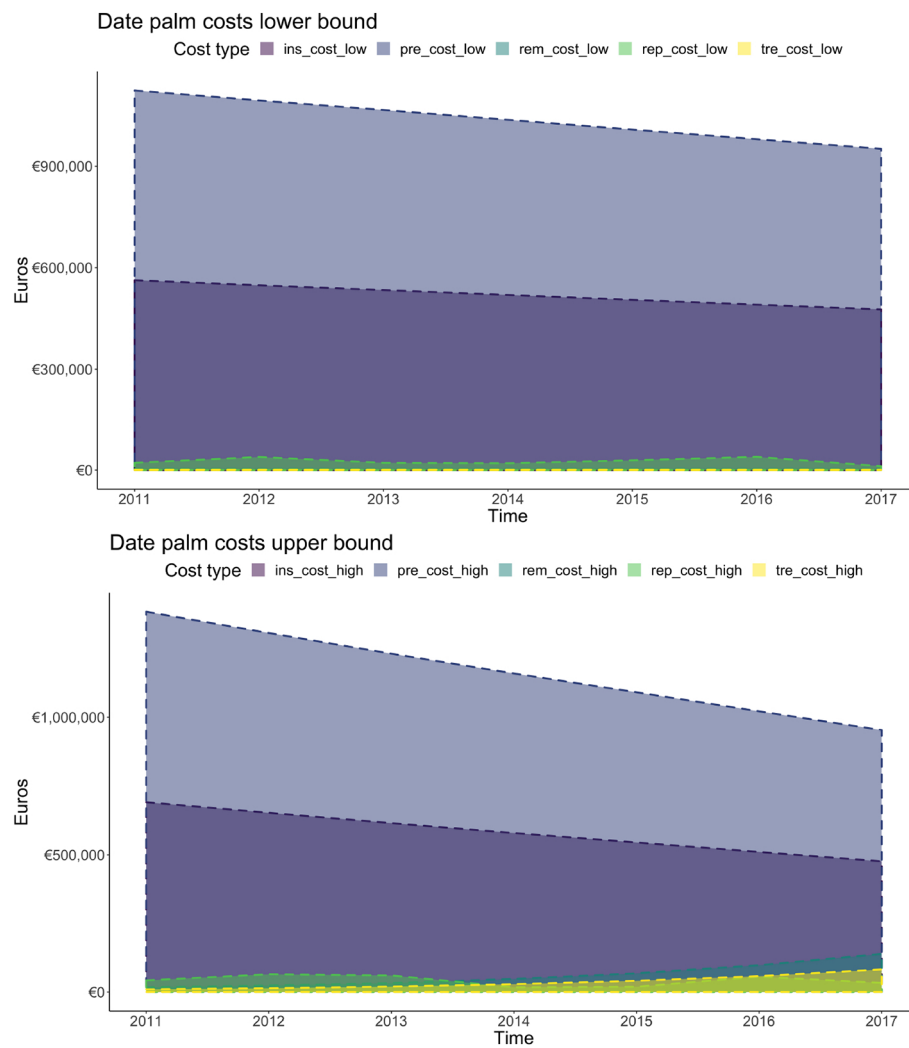 Date palm costs lower bound
Cost type ins_cost_low pre_cost_low rem_cost_low rep_cost_low tre_cost_low
€900,000
€600,000
€300,000
€0
Euros
2011 2012 2013 2014 2015 2016 2017
Time
Date palm costs upper bound
Cost type ins_cost_high pre_cost_high rem_cost_high rep_cost_high tre_cost_high
€1,000,000
€500,000
€0
Euros
2011 2012 2013 2014 2015 2016 2017
Time